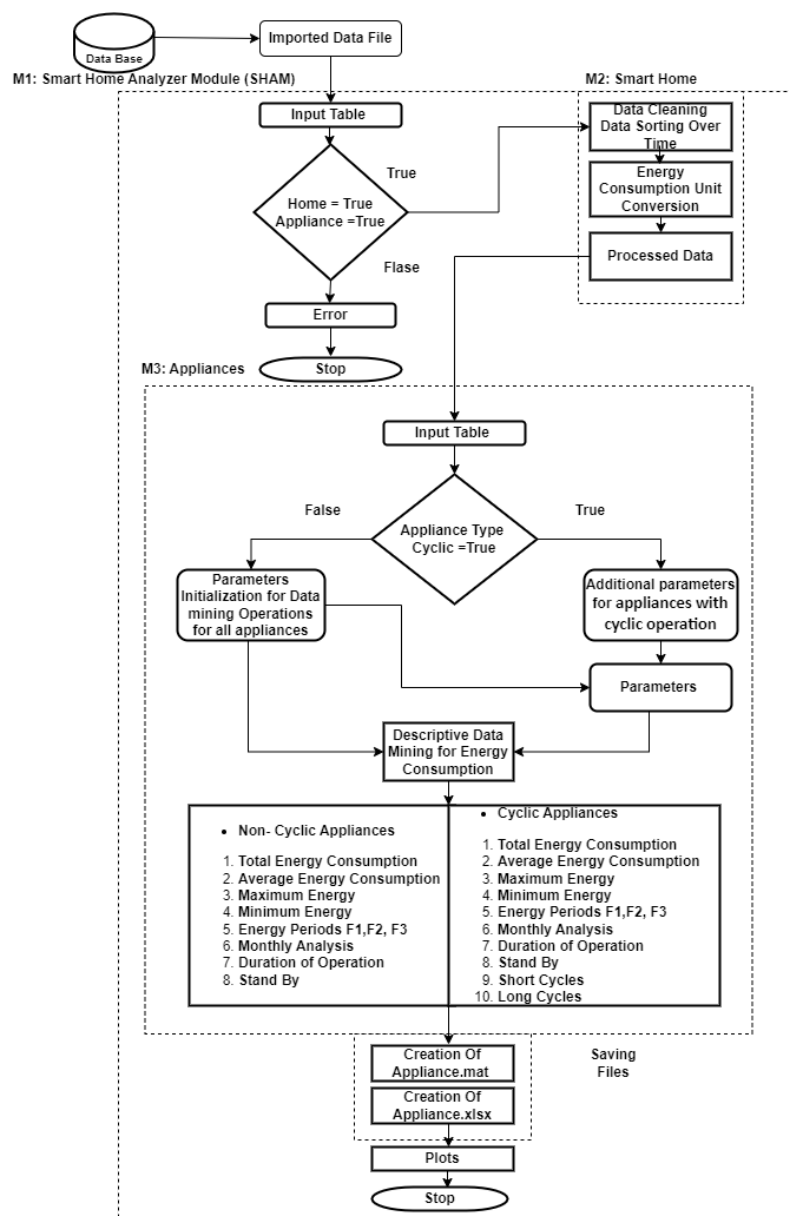 Data Base
Imported Data File
M1: Smart Home Analyzer Module (SHAM)
M2: Smart Home
Input Table
Data Cleaning
Data Sorting Over
Time
True
Home = True
Appliance =True
Energy
Consumption Unit
Conversion
Flase
Processed Data
Error
Stop
M3: Appliances
Input Table
False
True
Appliance Type
Cyclic =True
Parameters
Initialization for Data
mining Operations
for all appliances
Additional parameters
for appliances with
cyclic operation
Parameters
Descriptive Data
Mining for Energy
Consumption
• Non- Cyclic Appliances
1. Total Energy Consumption
2. Average Energy Consumption
3. Maximum Energy
4. Minimum Energy
5. Energy Periods F1,F2, F3
6. Monthly Analysis
7. Duration of Operation
8. Stand By
• Cyclic Appliances
1. Total Energy Consumption
2. Average Energy Consumption
3. Maximum Energy
4. Minimum Energy
5. Energy Periods F1,F2, F3
6. Monthly Analysis
7. Duration of Operation
8. Stand By
9. Short Cycles
10. Long Cycles
Creation Of
Appliance.mat
Saving
Files
Creation Of
Appliance.xlsx
Plots
Stop